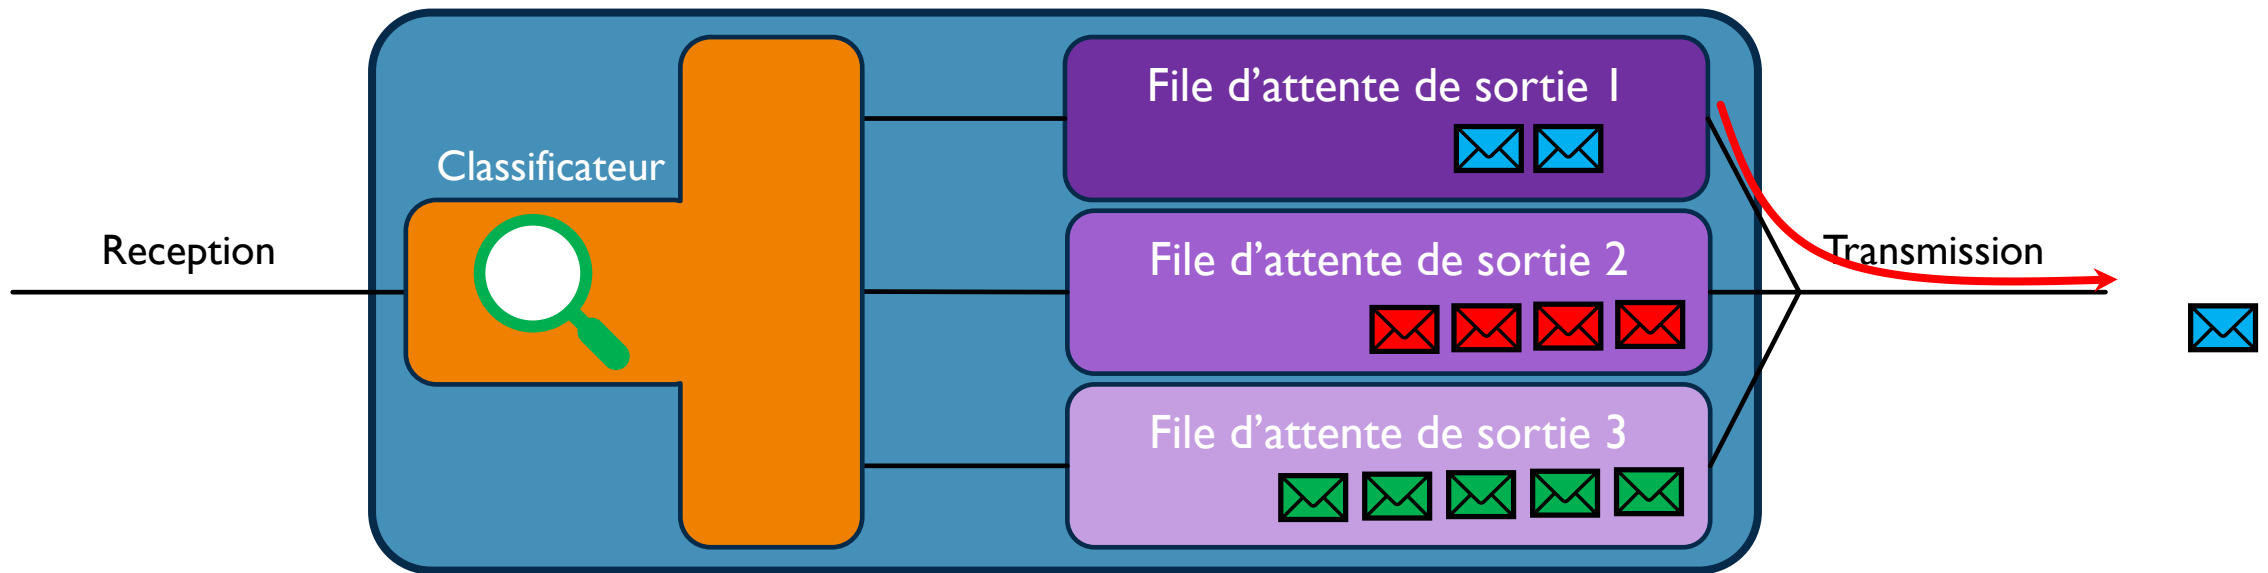 File d’attente de sortie 1
Classificateur
Reception
Transmission
File d’attente de sortie 2
File d’attente de sortie 3